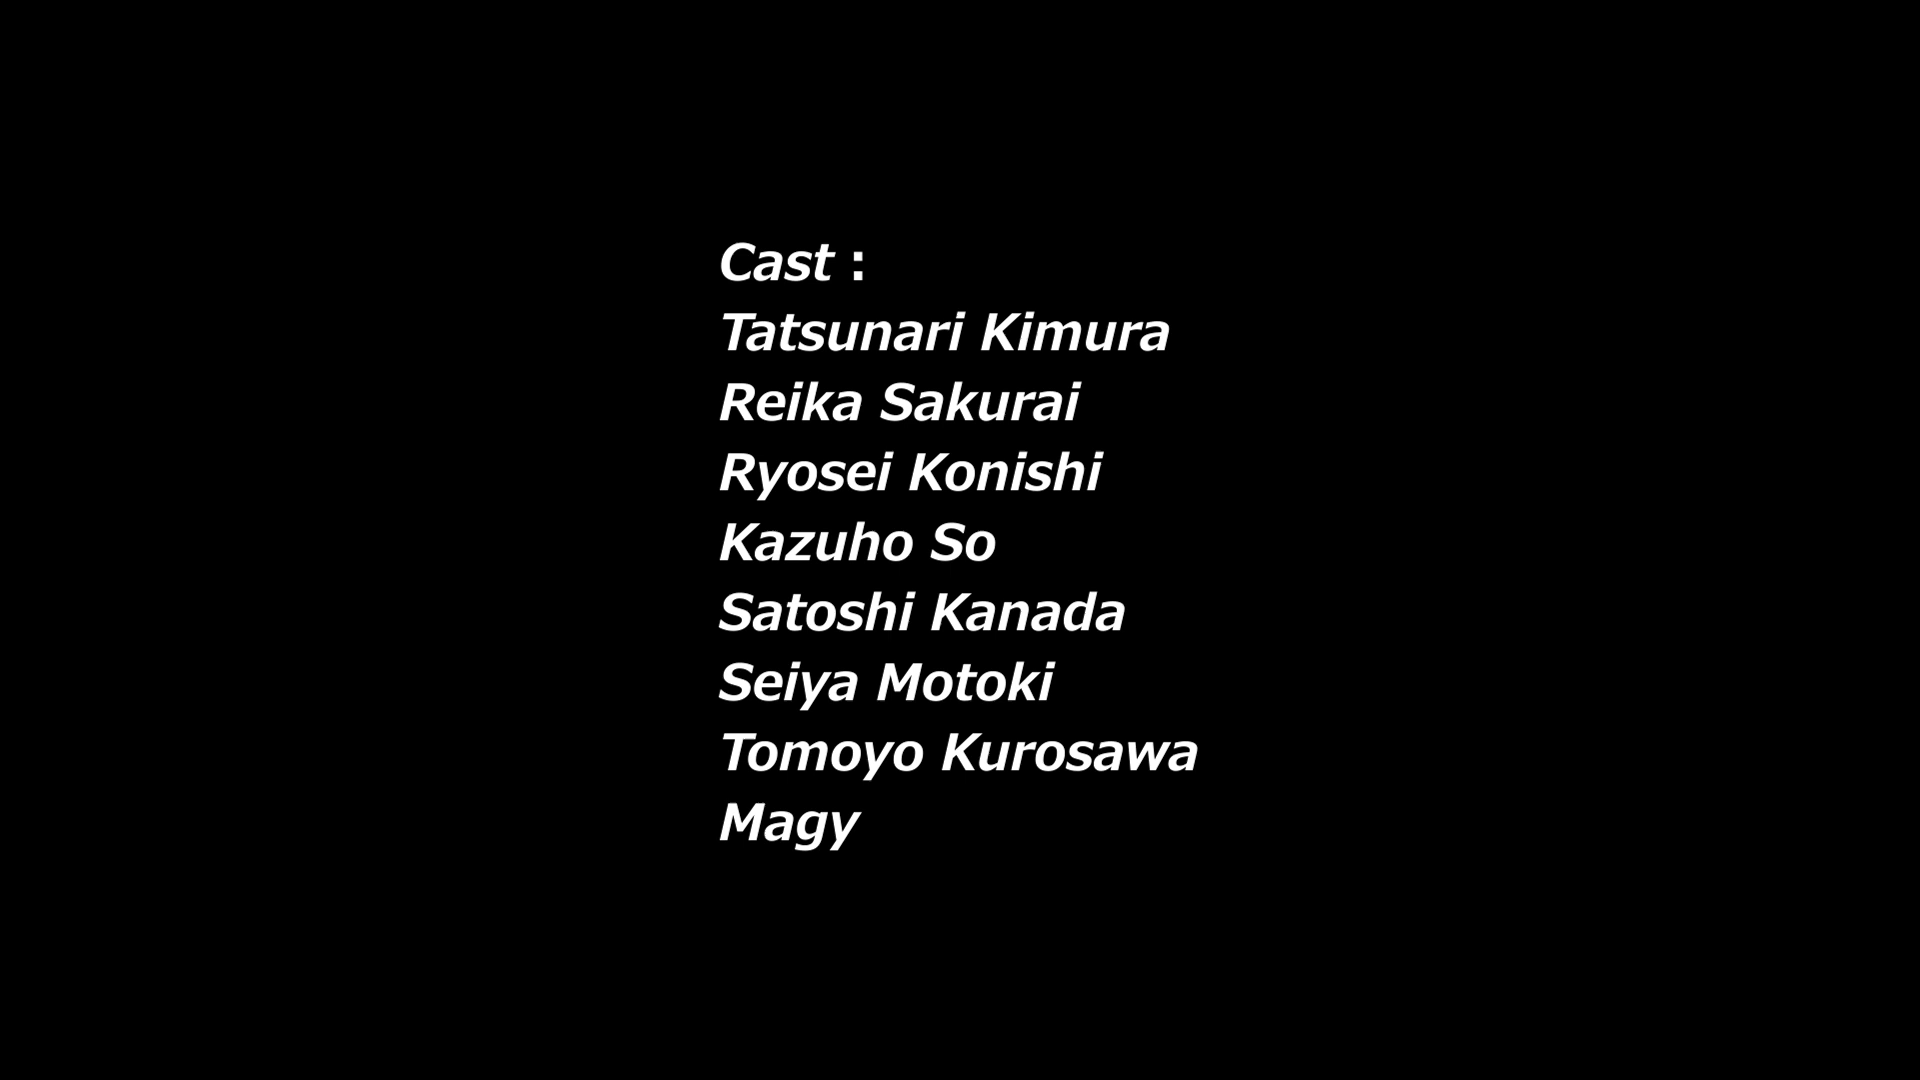 Cast :
Tatsunari Kimura
Reika Sakurai
Ryosei Konishi
Kazuho So
Satoshi Kanada
Seiya Motoki
Tomoyo Kurosawa
Magy